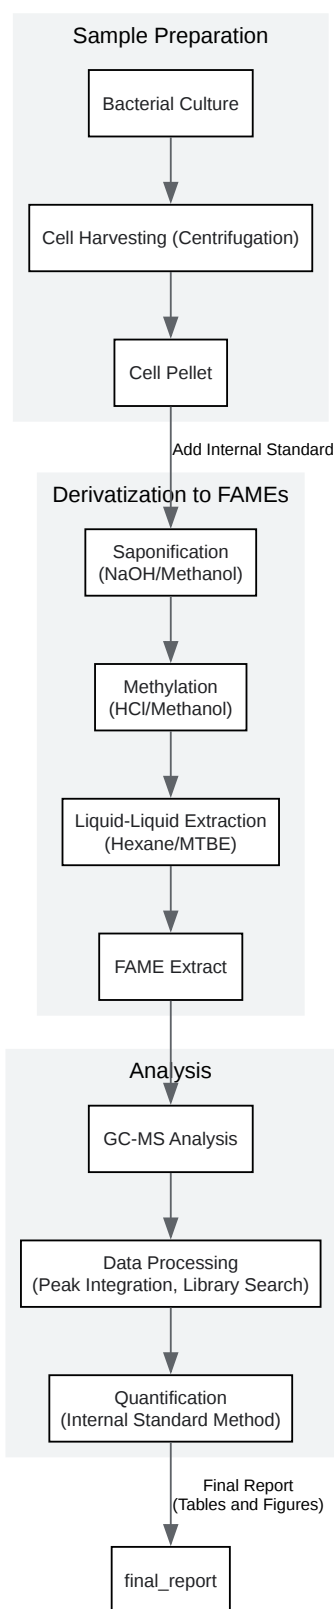 Sample Preparation
Bacterial Culture
Cell Harvesting (Centrifugation)
Cell Pellet
Add Internal Standard
Derivatization to FAMEs
Saponification
(NaOH/Methanol)
Methylation
(HCl/Methanol)
Liquid-Liquid Extraction
(Hexane/MTBE)
FAME Extract
Analysis
GC-MS Analysis
Data Processing
(Peak Integration, Library Search)
Quantification
(Internal Standard Method)
Final Report
(Tables and Figures)
final_report